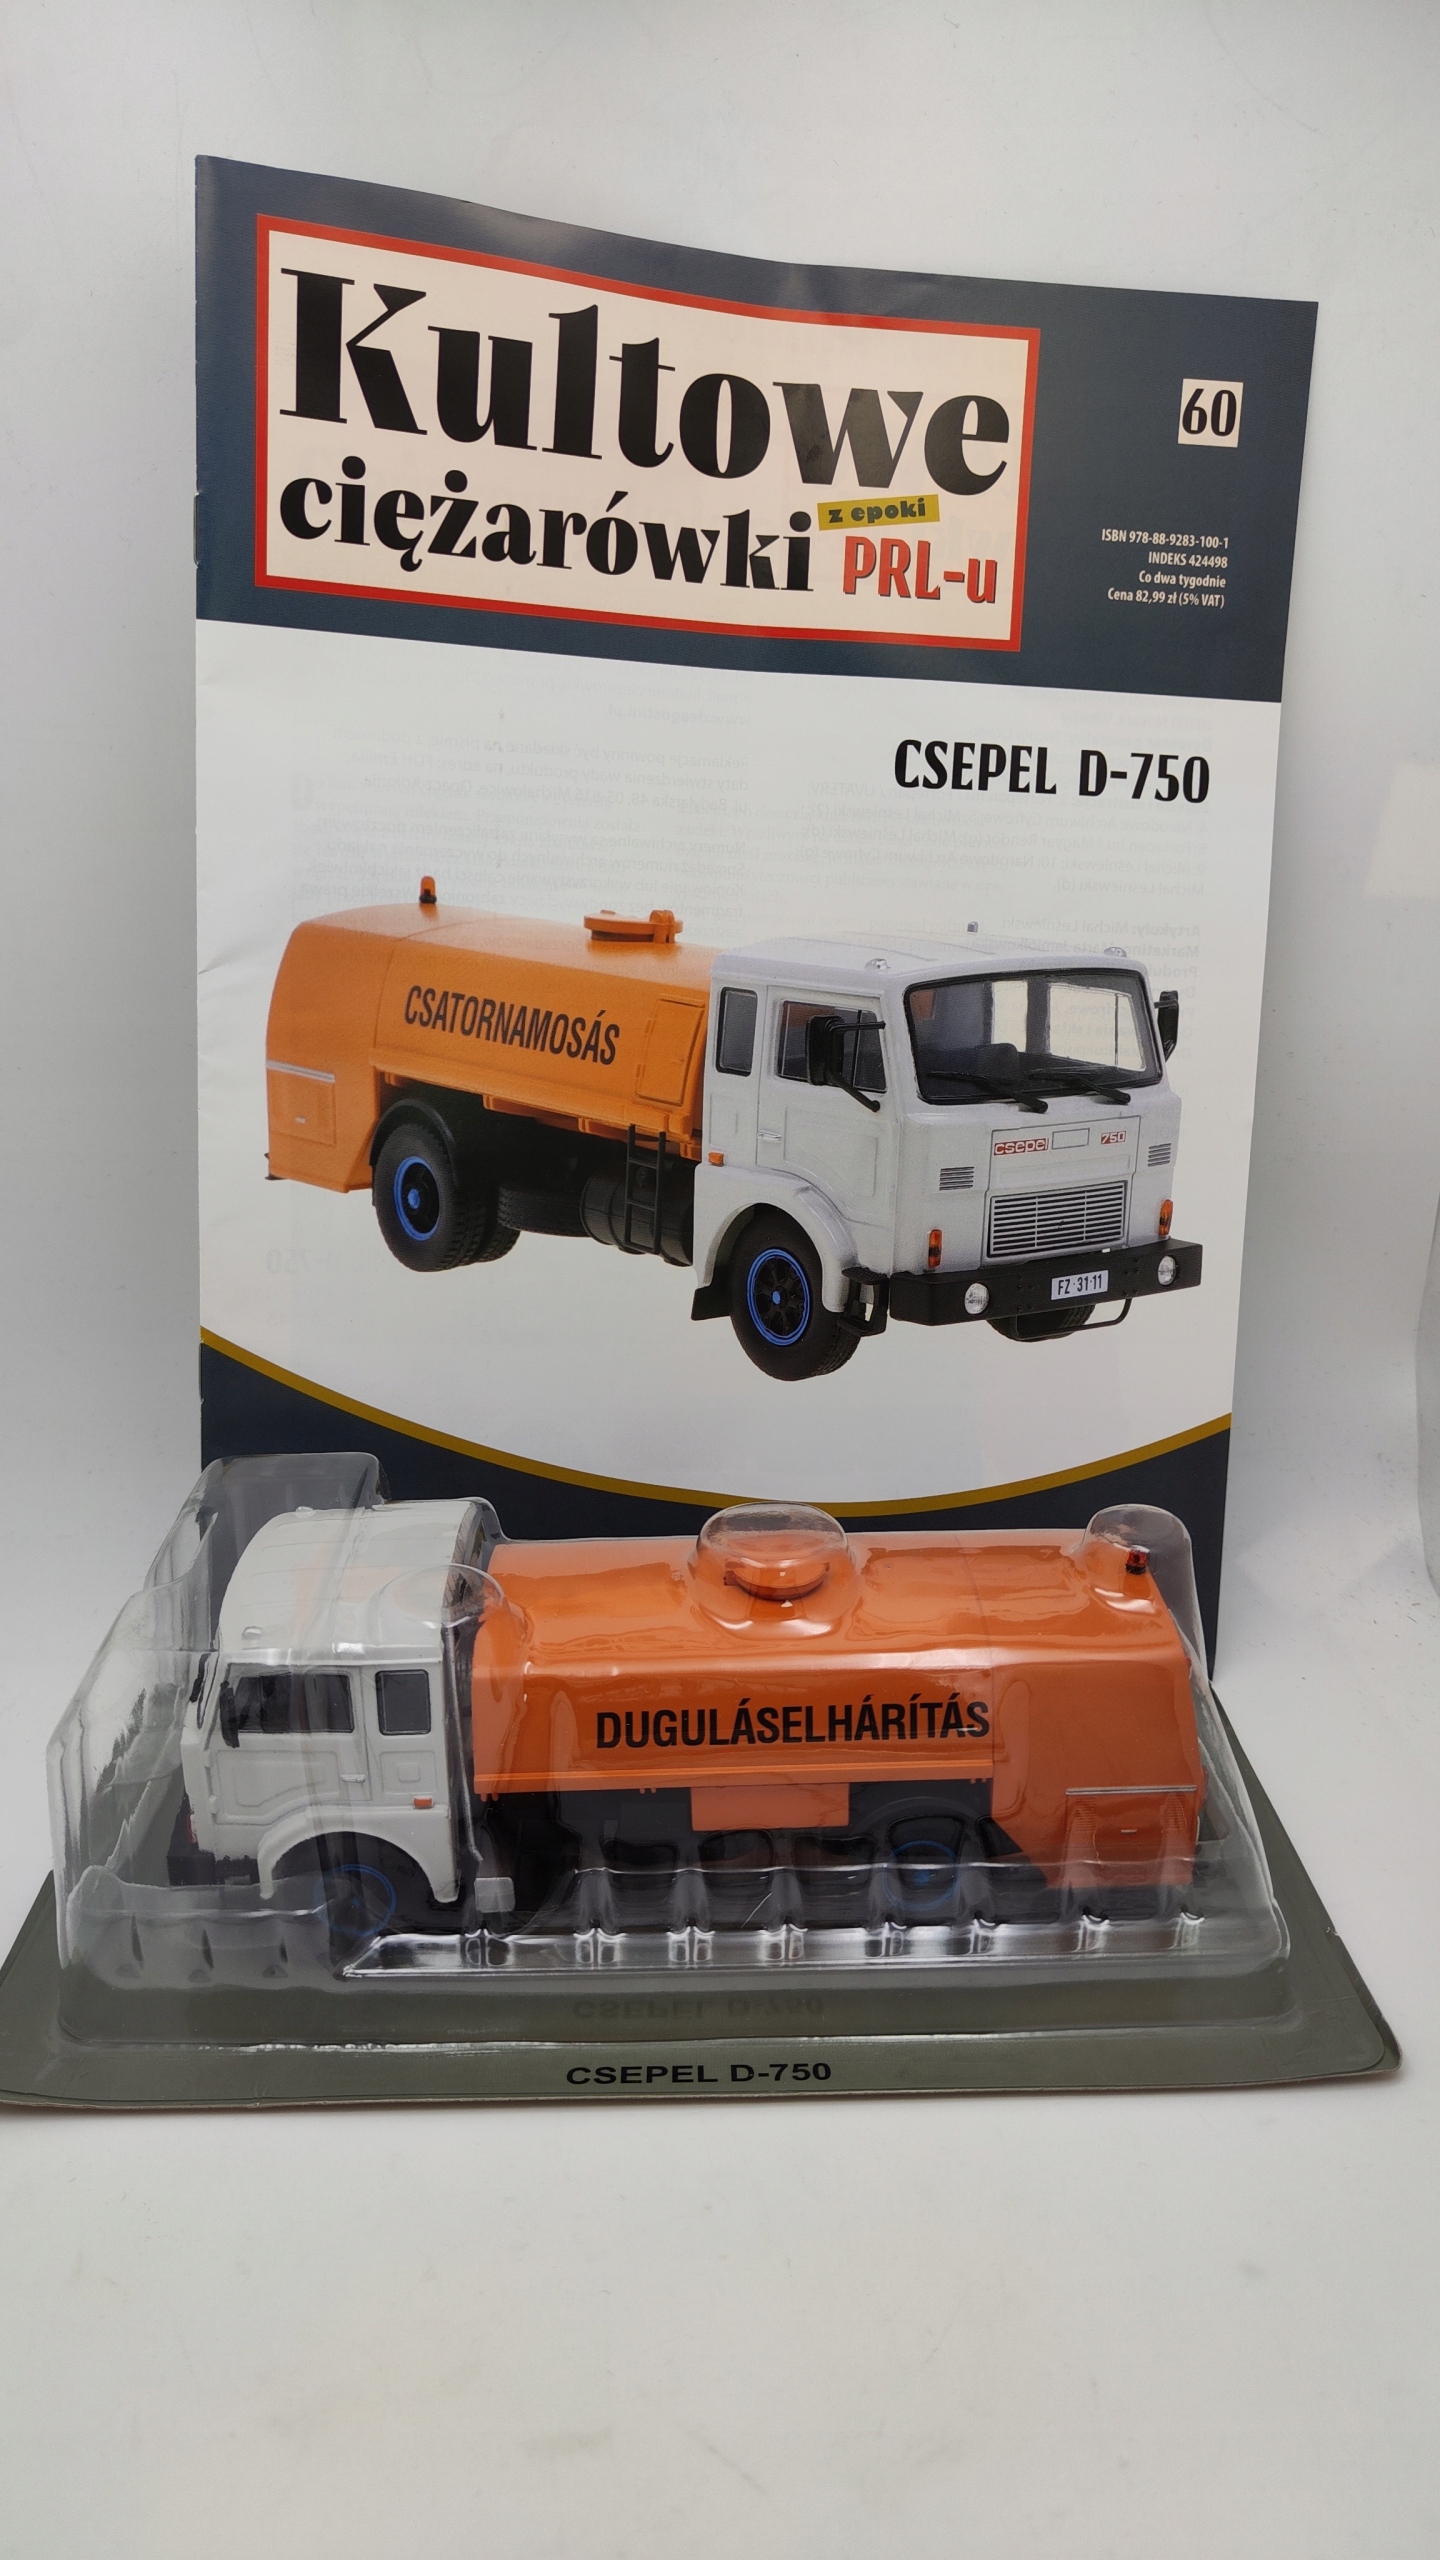 Kultowe
ciężarówki z epoki PRL-u
60
ISBN 978-88-9283-100-1
INDEKS 424498
Co dwa tygodnie
Cena 82,99 zł (5% VAT)
CSEPEL D-750
CSATORNAMOSÁS
csepel 750
FZ·31·11
DUGULÁSELHÁRÍTÁS
CSEPEL D-750